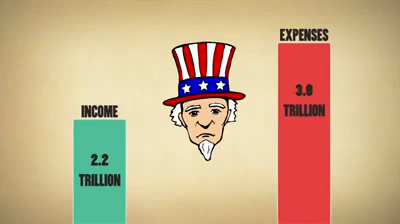 EXPENSES
3.8
TRILLION
INCOME
2.2
TRILLION